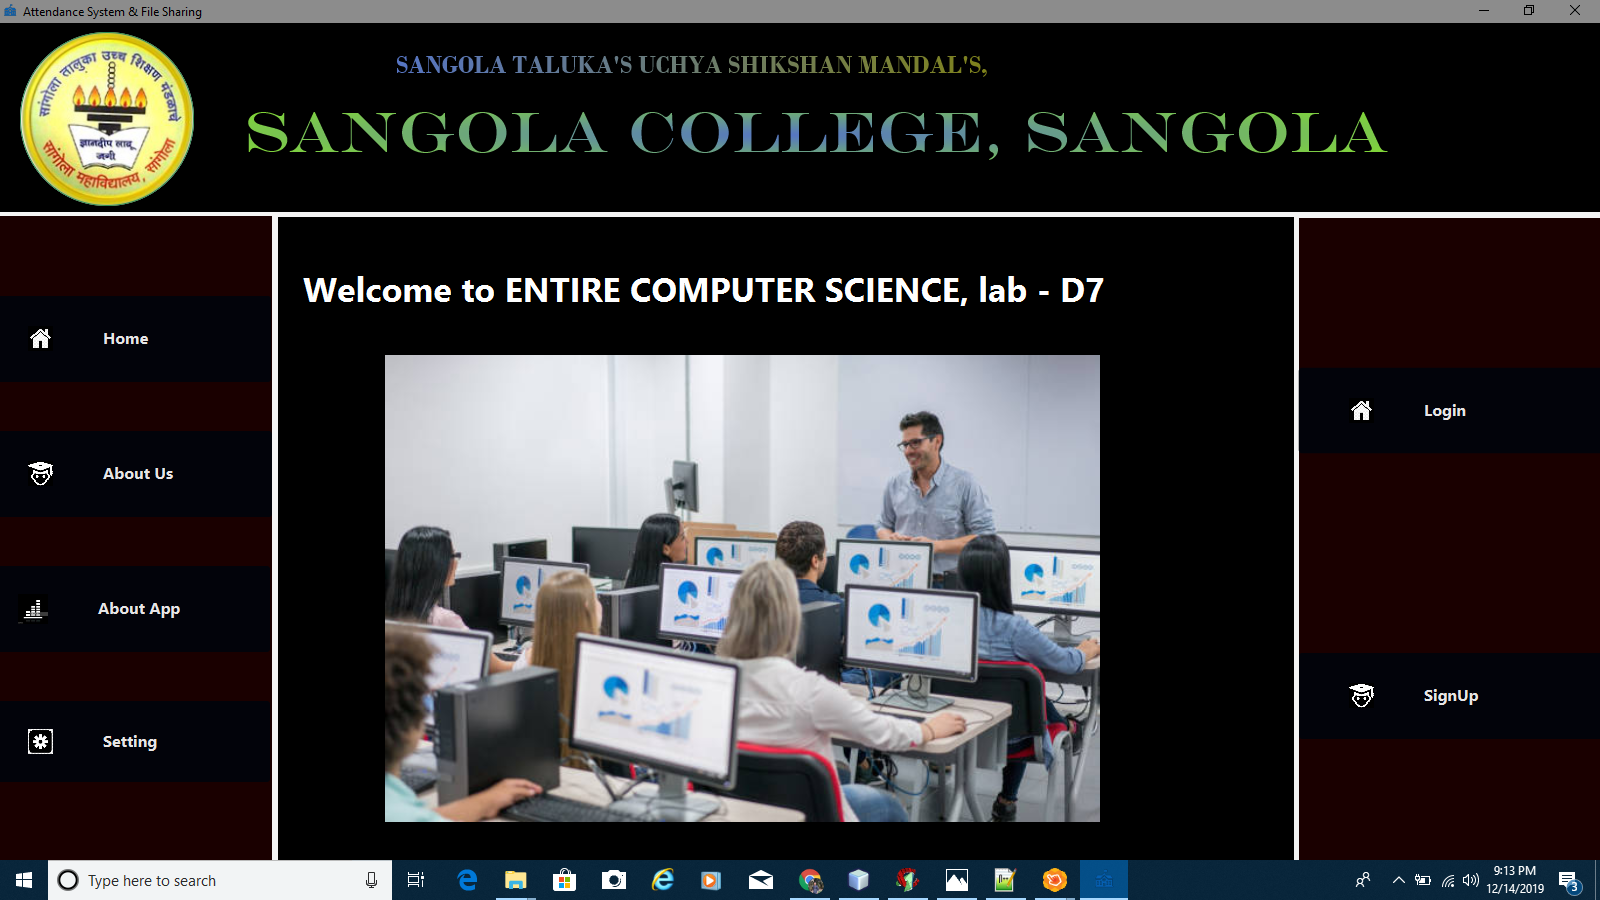 Attendance System & File Sharing
सांगोला तालुका उच्च शिक्षण मंडळाचे
ज्ञानदीप लावू
जगी
सांगोला महाविद्यालय, सांगोला
SANGOLA TALUKA'S UCHYA SHIKSHAN MANDAL'S,
SANGOLA COLLEGE, SANGOLA
Welcome to ENTIRE COMPUTER SCIENCE, lab - D7
Home
About Us
About App
Setting
Login
SignUp
Type here to search
9:13 PM
12/14/2019
3